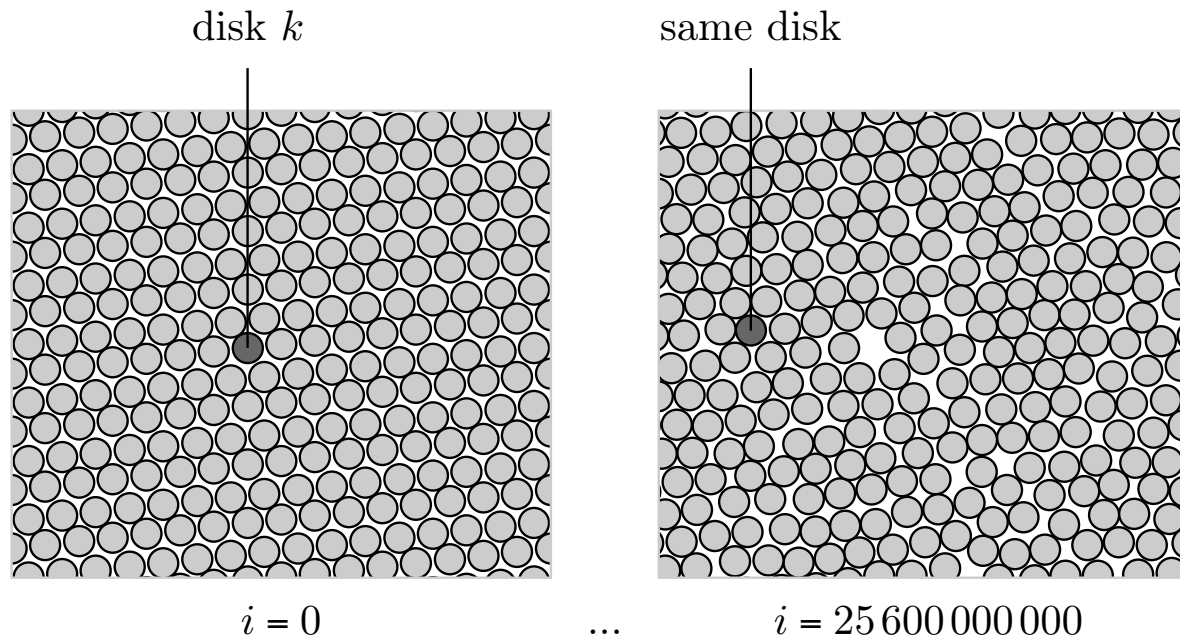 disk k
same disk
i = 0
...
i = 25 600 000 000